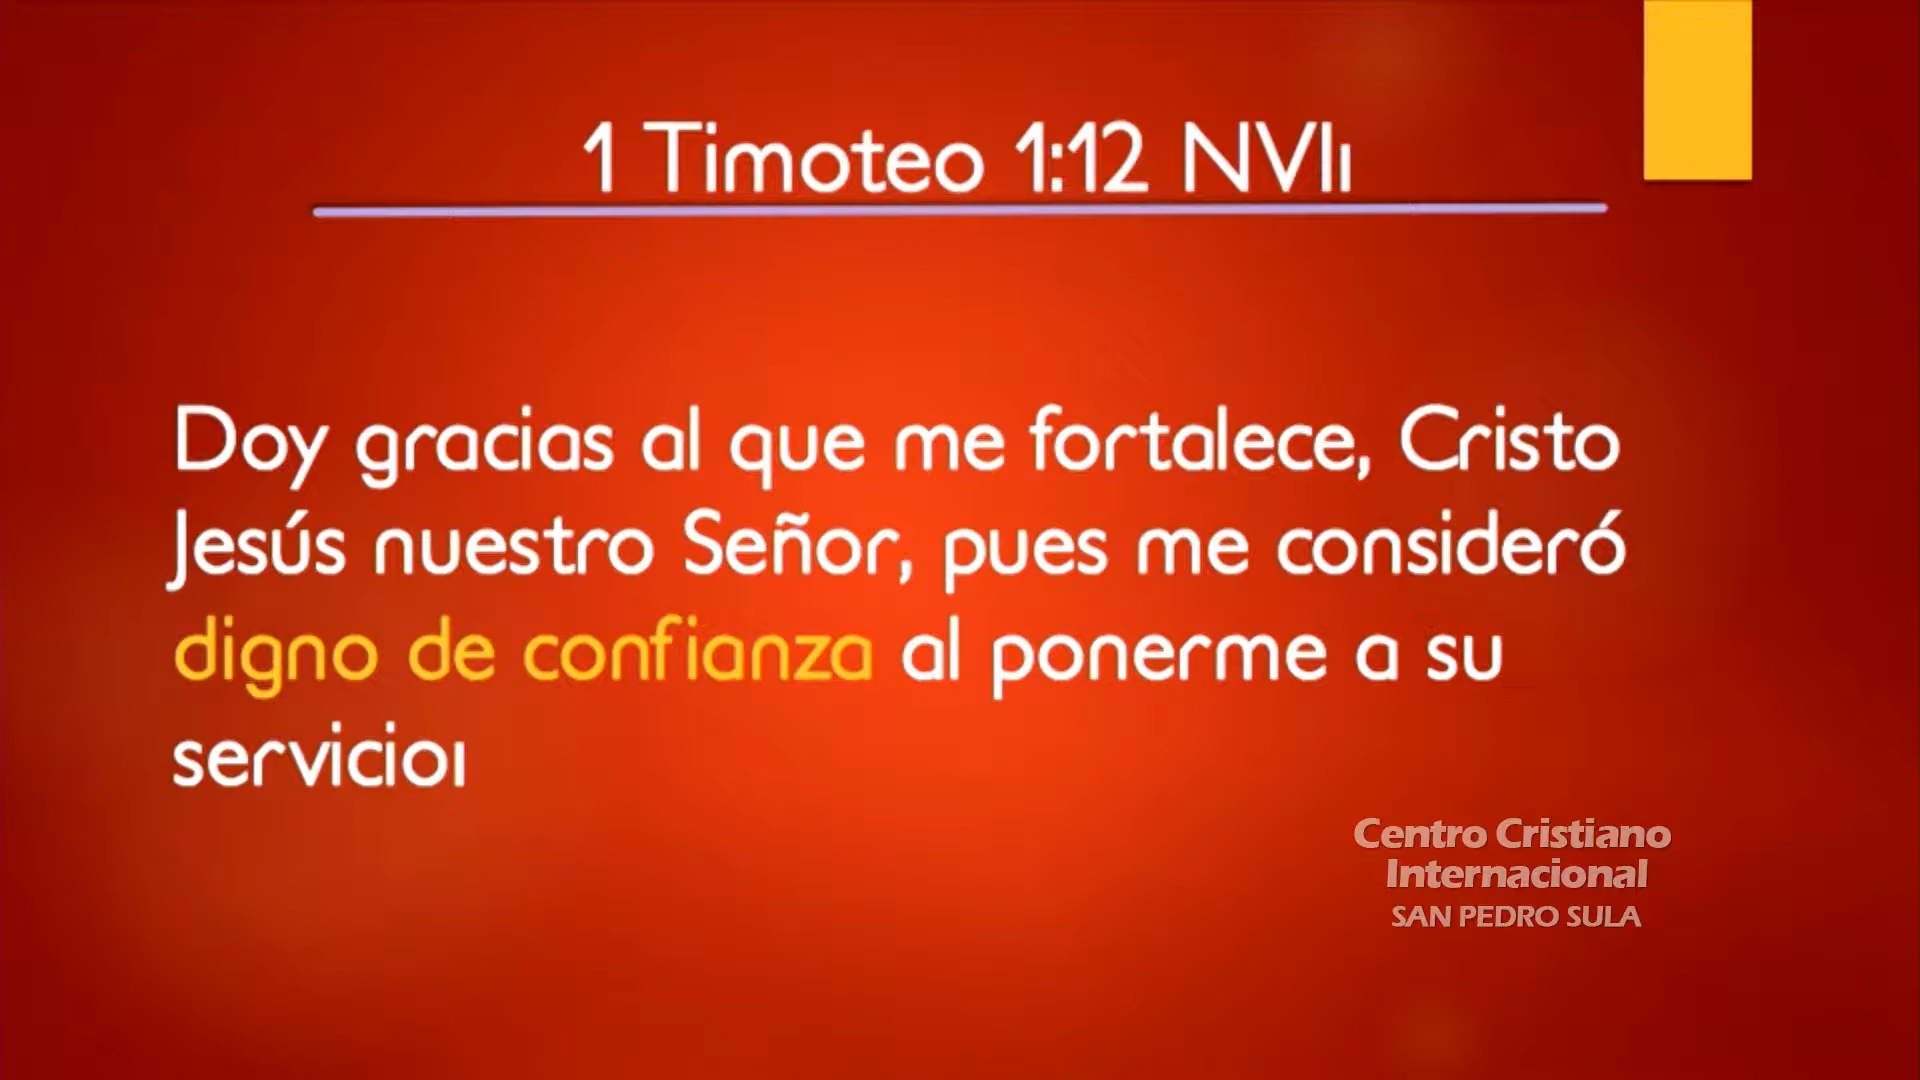 1 Timoteo 1:12 NVIı
Doy gracias al que me fortalece, Cristo
Jesús nuestro Señor, pues me consideró
digno de confianza al ponerme a su
servicioı
Centro Cristiano
Internacional
SAN PEDRO SULA